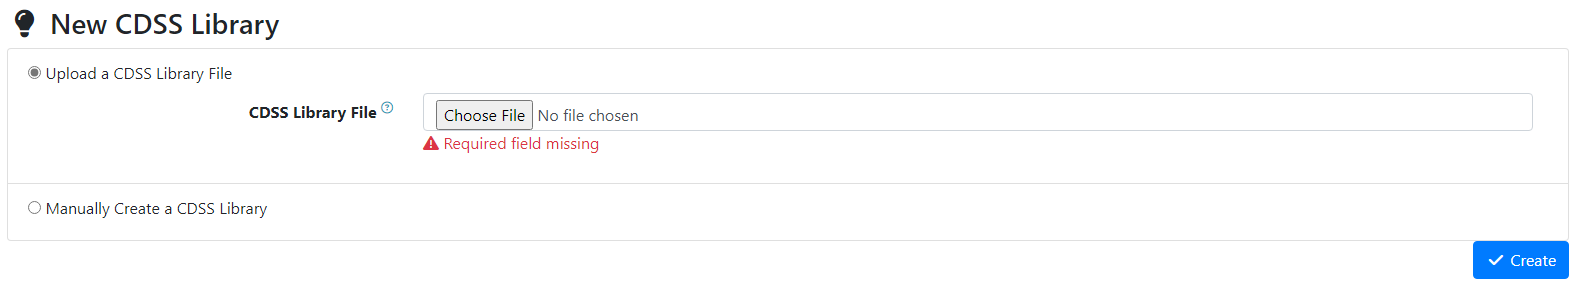 New CDSS Library
Upload a CDSS Library File
CDSS Library File ?
Choose File No file chosen
Required field missing
Manually Create a CDSS Library
Create